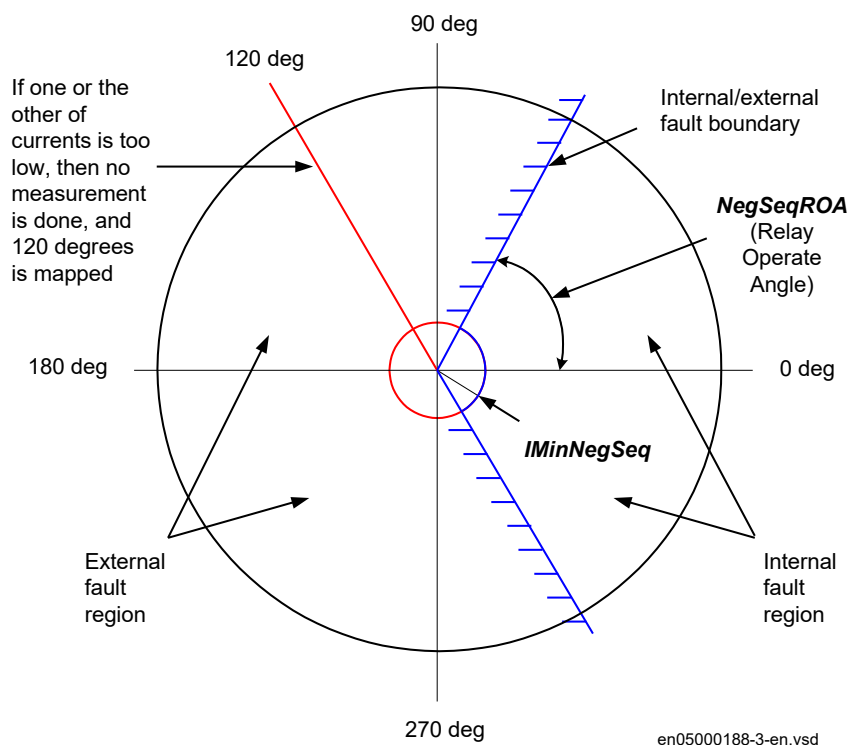 90 deg
120 deg
If one or the
other of
currents is too
low, then no
measurement
is done, and
120 degrees
is mapped
Internal/external
fault boundary
NegSeqROA
(Relay
Operate
Angle)
180 deg
0 deg
IMinNegSeq
External
fault
region
Internal
fault
region
270 deg
en05000188-3-en.vsd